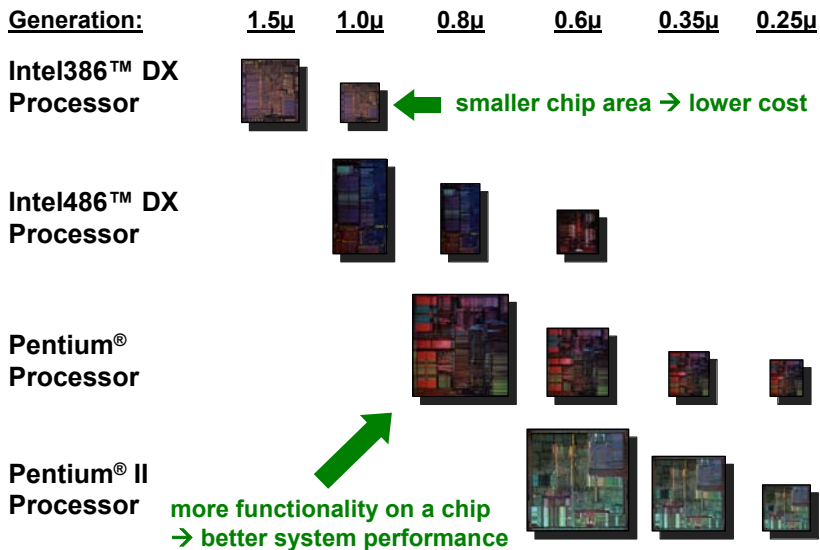 Generation: 1.5µ 1.0µ 0.8µ 0.6µ 0.35µ 0.25µ
Intel386™ DX
Processor
smaller chip area → lower cost
Intel486™ DX
Processor
Pentium®
Processor
Pentium® II
Processor
more functionality on a chip
→ better system performance